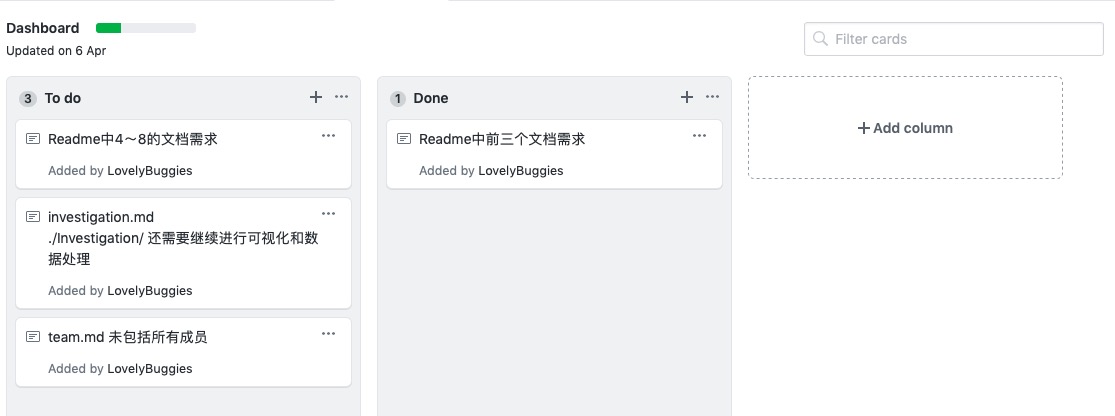 Dashboard
Updated on 6 Apr
Filter cards
3 To do
Readme中4～8的文档需求
Added by LovelyBuggies
investigation.md
./Investigation/ 还需要继续进行可视化和数
据处理
Added by LovelyBuggies
team.md 未包括所有成员
Added by LovelyBuggies
1 Done
Readme中前三个文档需求
Added by LovelyBuggies
Add column